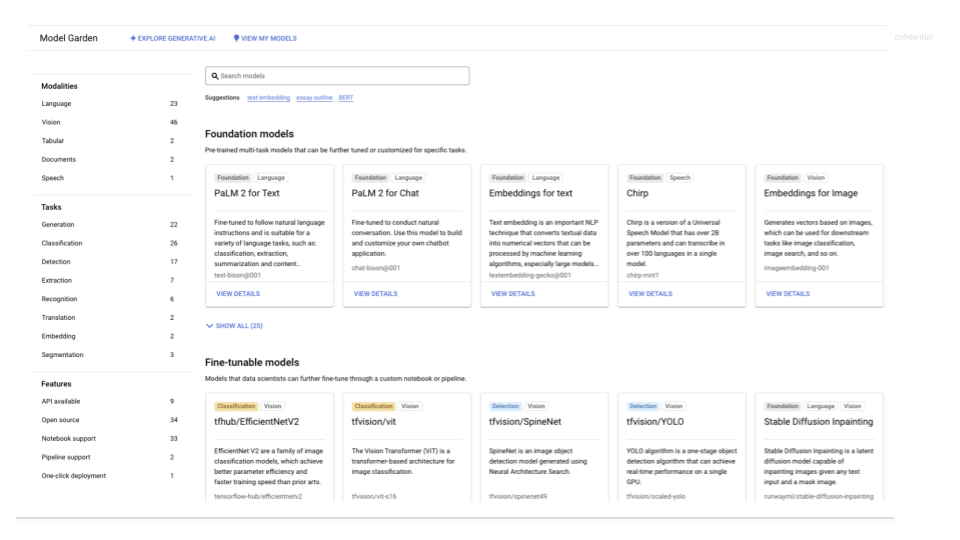 Model Garden
EXPLORE GENERATIVE AI
VIEW MY MODELS
onfidential
Modalities
Language 23
Vision 46
Tabular 2
Documents 2
Speech 1
Tasks
Generation 22
Classification 26
Detection 17
Extraction 7
Recognition 6
Translation 2
Embedding 2
Segmentation 3
Features
API available 9
Open source 34
Notebook support 33
Pipeline support 2
One-click deployment 1
Search models
Suggestions text embedding essay outline BERT
Foundation models
Pre-trained multi-task models that can be further tuned or customized for specific tasks.
Foundation Language
PaLM 2 for Text
Fine-tuned to follow natural language
instructions and is suitable for a
variety of language tasks, such as:
classification, extraction,
summarization and content...
text-bison@001
VIEW DETAILS
Foundation Language
PaLM 2 for Chat
Fine-tuned to conduct natural
conversation. Use this model to build
and customize your own chatbot
application.
chat-bison@001
VIEW DETAILS
Foundation Language
Embeddings for text
Text embedding is an important NLP
technique that converts textual data
into numerical vectors that can be
processed by machine learning
algorithms, especially large models...
textembedding-gecko@001
VIEW DETAILS
Foundation Speech
Chirp
Chirp is a version of a Universal
Speech Model that has over 2B
parameters and can transcribe in
over 100 languages in a single
model.
chirp-mnt1
VIEW DETAILS
Foundation Vision
Embeddings for Image
Generates vectors based on images,
which can be used for downstream
tasks like image classification,
image search, and so on.
imageembedding-001
VIEW DETAILS
SHOW ALL (25)
Fine-tunable models
Models that data scientists can further fine-tune through a custom notebook or pipeline.
Classification Vision
tfhub/EfficientNetV2
EfficientNet V2 are a family of image
classification models, which achieve
better parameter efficiency and
faster training speed than prior arts.
tensorflow-hub/efficientnetv2
Classification Vision
tfvision/vit
The Vision Transformer (ViT) is a
transformer-based architecture for
image classification.
tfvision/vit-s16
Detection Vision
tfvision/SpineNet
SpineNet is an image object
detection model generated using
Neural Architecture Search.
tfvision/spinenet49
Detection Vision
tfvision/YOLO
YOLO algorithm is a one-stage object
detection algorithm that can achieve
real-time performance on a single
GPU.
tfvision/scaled-yolo
Foundation Language Vision
Stable Diffusion Inpainting
Stable Diffusion Inpainting is a latent
diffusion model capable of
inpainting images given any text
input and a mask image.
runwayml/stable-diffusion-inpainting